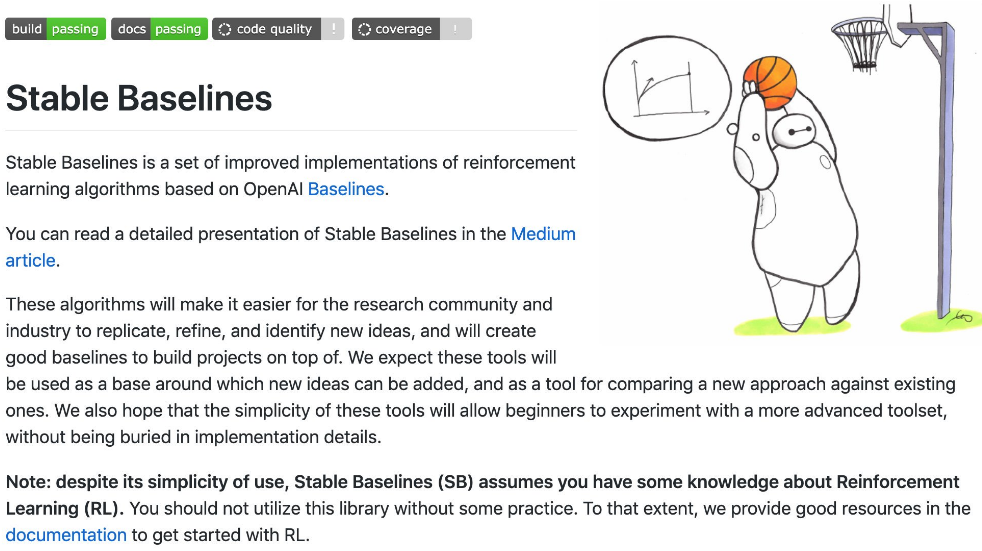 build passing docs passing code quality ! coverage !
Stable Baselines
Stable Baselines is a set of improved implementations of reinforcement
learning algorithms based on OpenAI Baselines.
You can read a detailed presentation of Stable Baselines in the Medium
article.
These algorithms will make it easier for the research community and
industry to replicate, refine, and identify new ideas, and will create
good baselines to build projects on top of. We expect these tools will
be used as a base around which new ideas can be added, and as a tool for comparing a new approach against existing
ones. We also hope that the simplicity of these tools will allow beginners to experiment with a more advanced toolset,
without being buried in implementation details.
Note: despite its simplicity of use, Stable Baselines (SB) assumes you have some knowledge about Reinforcement
Learning (RL). You should not utilize this library without some practice. To that extent, we provide good resources in the
documentation to get started with RL.